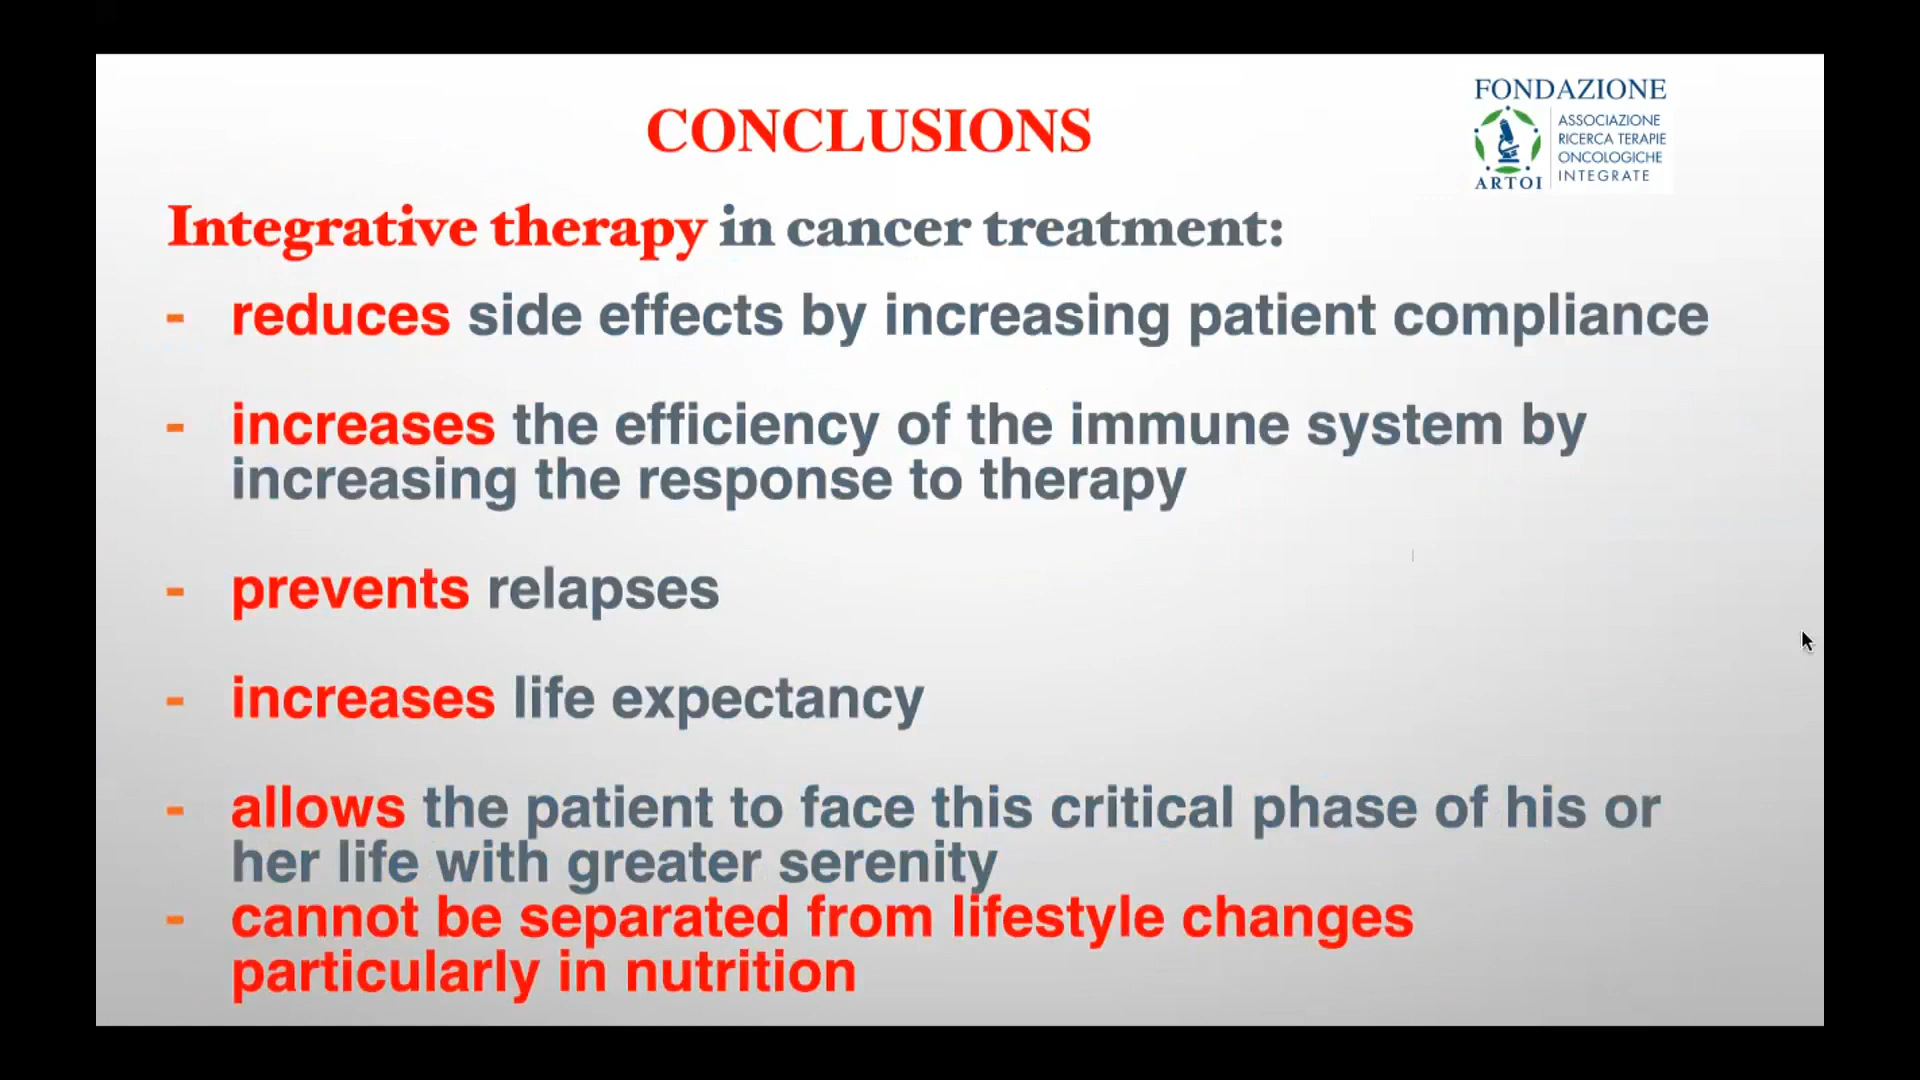 CONCLUSIONS
FONDAZIONE
ASSOCIAZIONE
RICERCA TERAPIE
ONCOLOGICHE
INTEGRATE
ARTOI
Integrative therapy in cancer treatment:
- reduces side effects by increasing patient compliance
- increases the efficiency of the immune system by
increasing the response to therapy
- prevents relapses
- increases life expectancy
- allows the patient to face this critical phase of his or
her life with greater serenity
- cannot be separated from lifestyle changes
particularly in nutrition